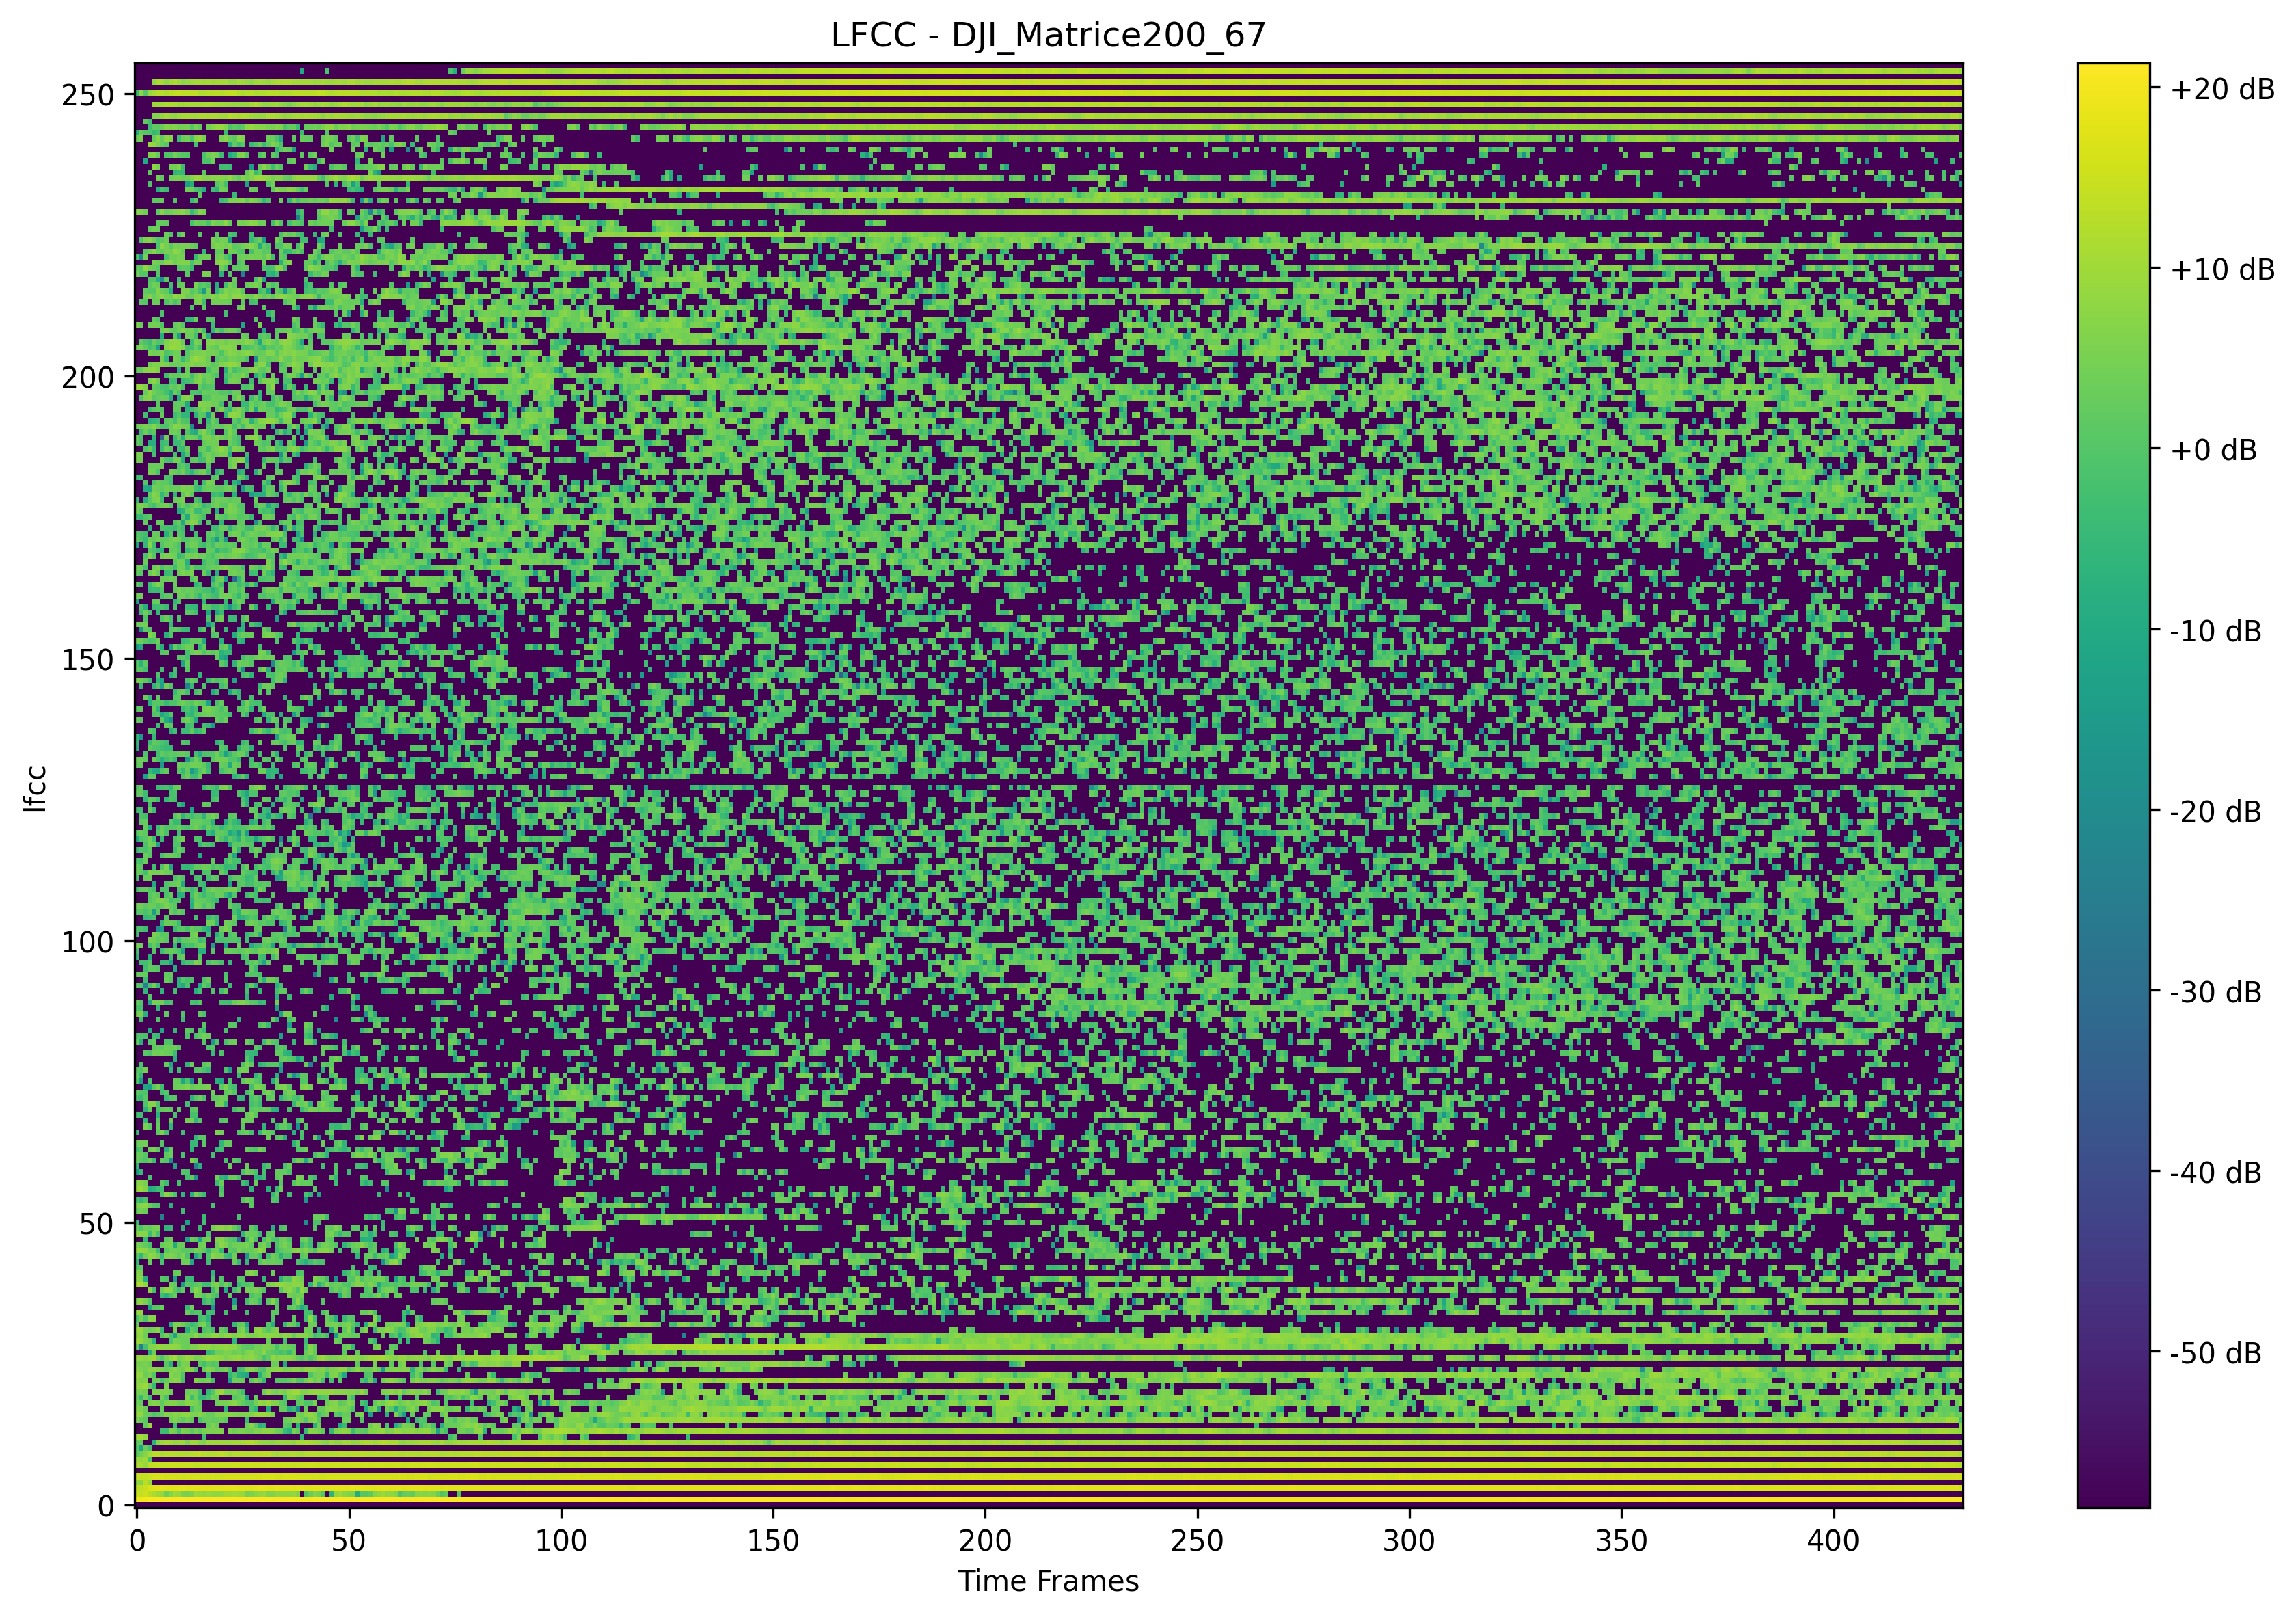 LFCC - DJI_Matrice200_67
250
200
150
100
50
0
lfcc
0 50 100 150 200 250 300 350 400
Time Frames
+20 dB
+10 dB
+0 dB
-10 dB
-20 dB
-30 dB
-40 dB
-50 dB